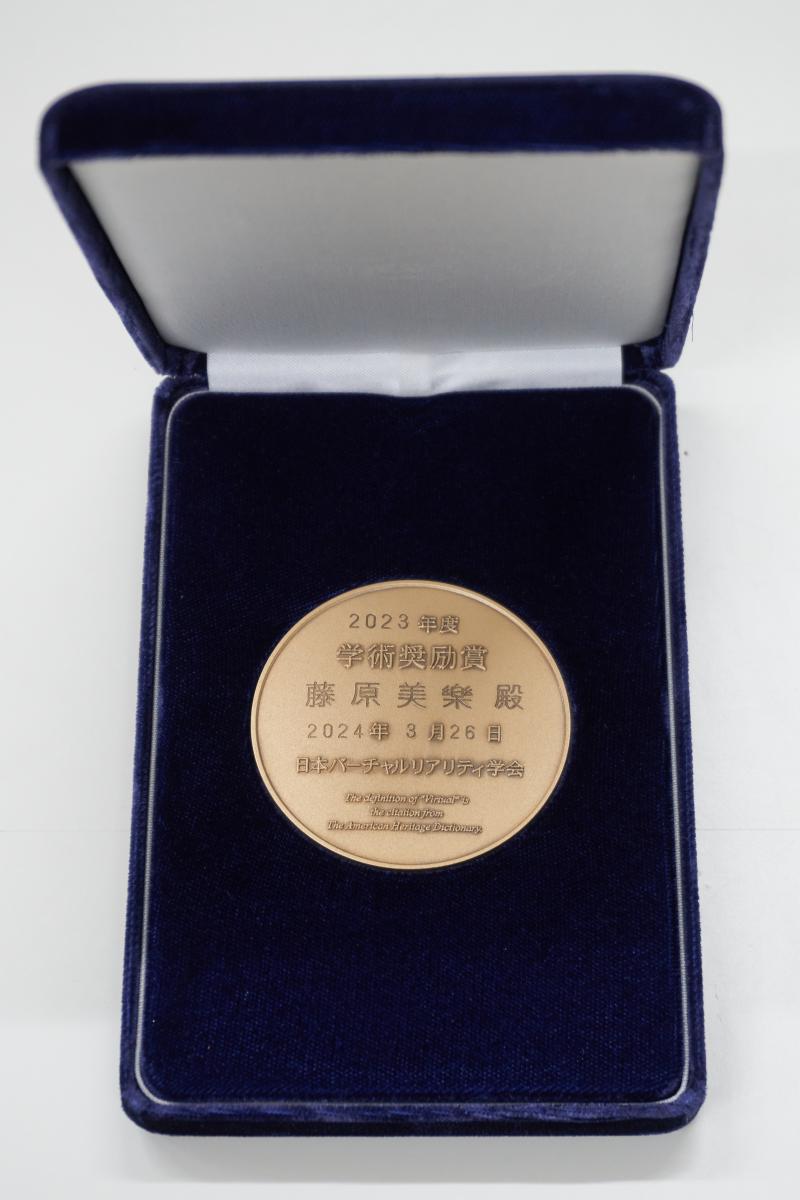 2023 年度
学術奨励賞
藤原美樂 殿
2024年 3 月26 日
日本バーチャルリアリティ学会
The definition of "Virtual" is
the citation from
The American Heritage Dictionary.